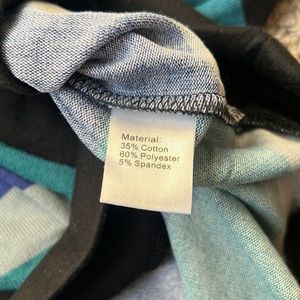 Material:
35% Cotton
60% Polyester
5% Spandex